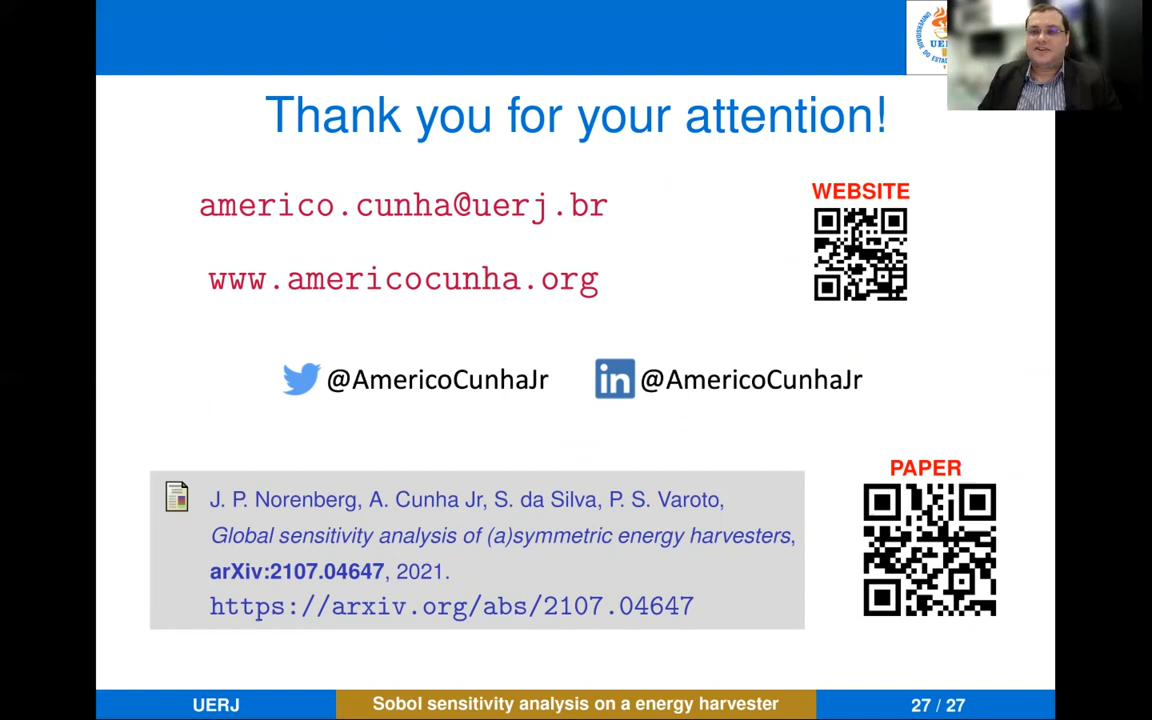 Thank you for your attention!
americo.cunha@uerj.br
www.americocunha.org
WEBSITE
@AmericoCunhaJr
in @AmericoCunhaJr
PAPER
J. P. Norenberg, A. Cunha Jr, S. da Silva, P. S. Varoto,
Global sensitivity analysis of (a)symmetric energy harvesters,
arXiv:2107.04647, 2021.
https://arxiv.org/abs/2107.04647
UERJ
Sobol sensitivity analysis on a energy harvester
27 / 27